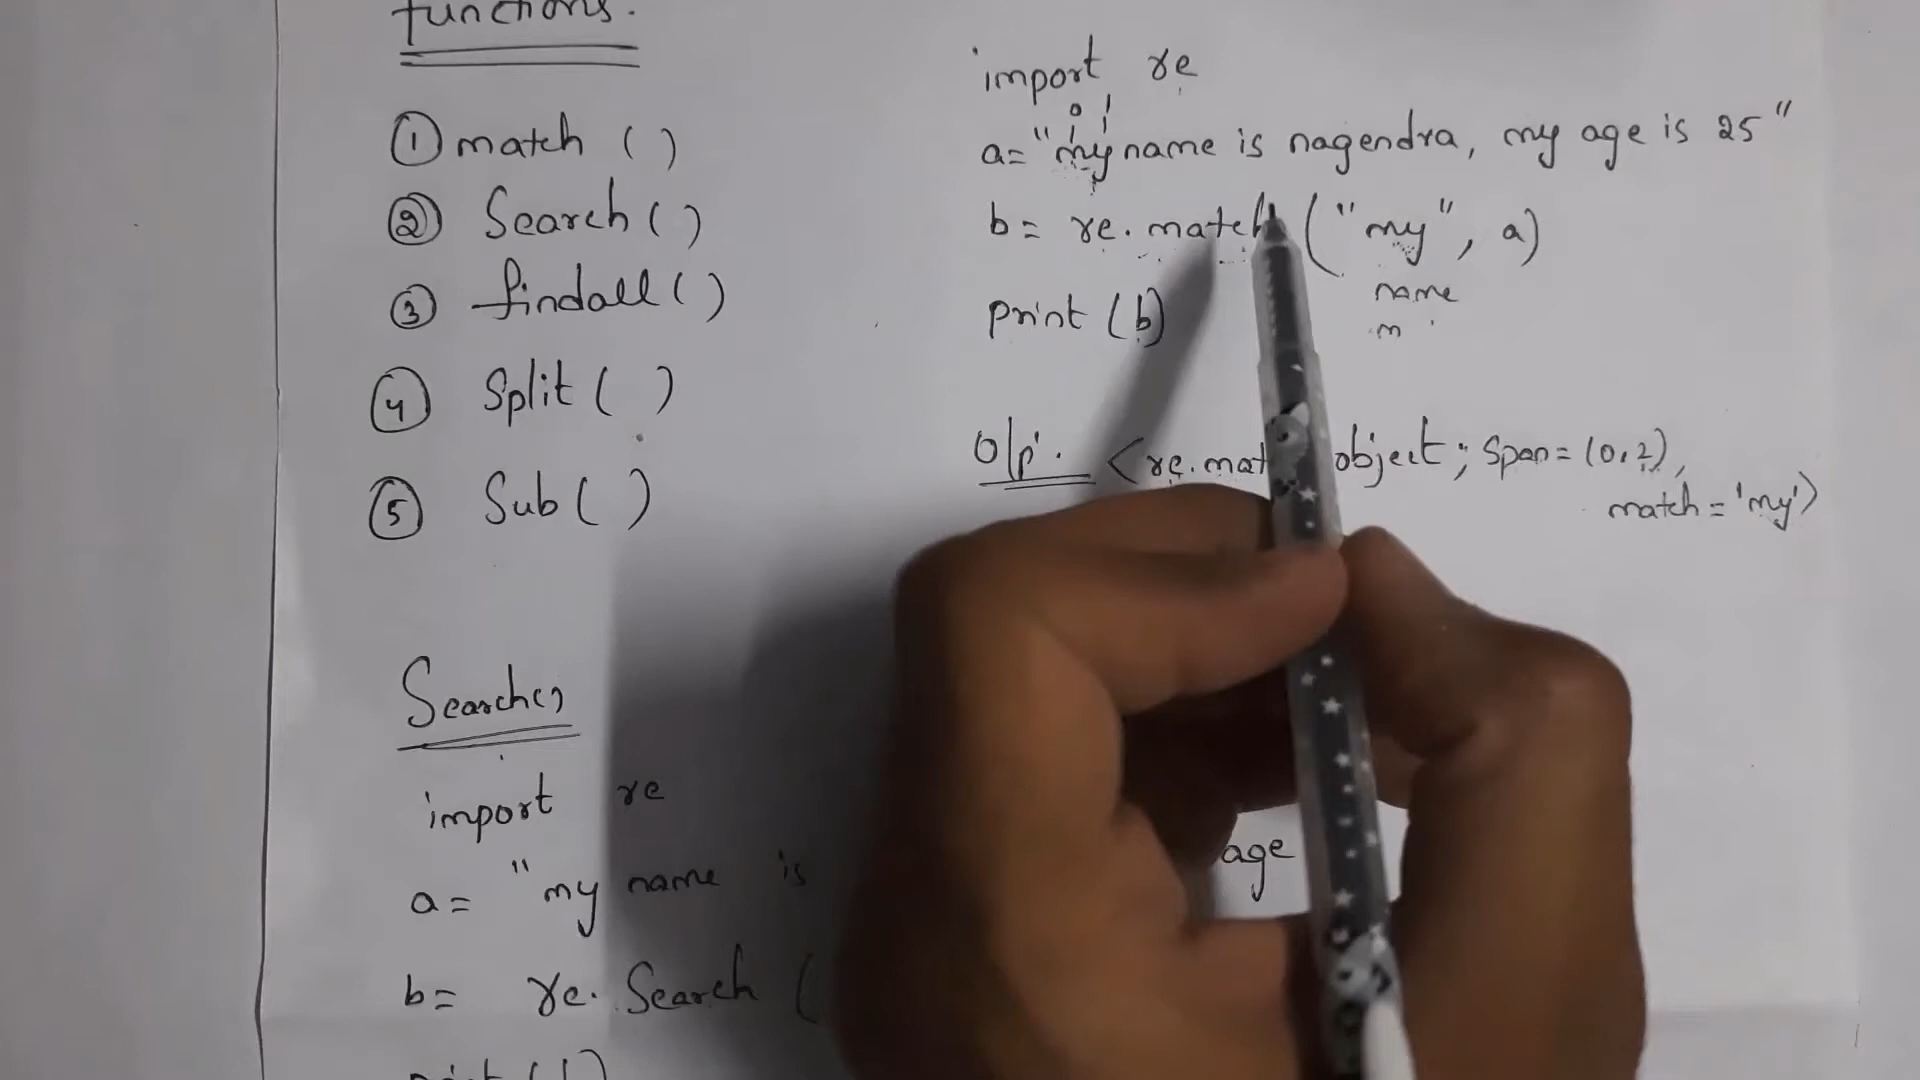 functions.
① match ( )
② Search ( )
③ findall ( )
④ Split ( )
⑤ Sub ( )
import re
0 1
a= "my name is nagendra, my age is 25"
b= re.match ("my", a)
name
n
print (b)
O/p. <re.mat object; span=(0,2),
match='my'>
Search()
import re
a= "my name is age
b= re.Search (